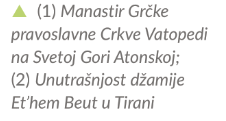 ▲ (1) Manastir Grčke
pravoslavne Crkve Vatopedi
na Svetoj Gori Atonskoj;
(2) Unutrašnjost džamije
Et’hem Beut u Tirani